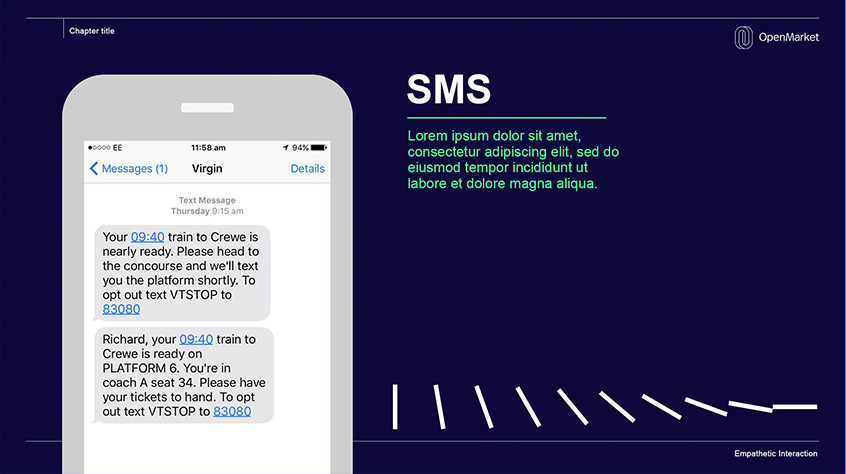 Chapter title
OpenMarket
EE
11:58 am
94%
Messages (1)
Virgin
Details
Text Message
Thursday 9:15 am
Your 09:40 train to Crewe is
nearly ready. Please head to
the concourse and we'll text
you the platform shortly. To
opt out text VTSTOP to
83080
Richard, your 09:40 train to
Crewe is ready on
PLATFORM 6. You're in
coach A seat 34. Please have
your tickets to hand. To opt
out text VTSTOP to 83080
SMS
Lorem ipsum dolor sit amet,
consectetur adipiscing elit, sed do
eiusmod tempor incididunt ut
labore et dolore magna aliqua.
Empathetic Interaction